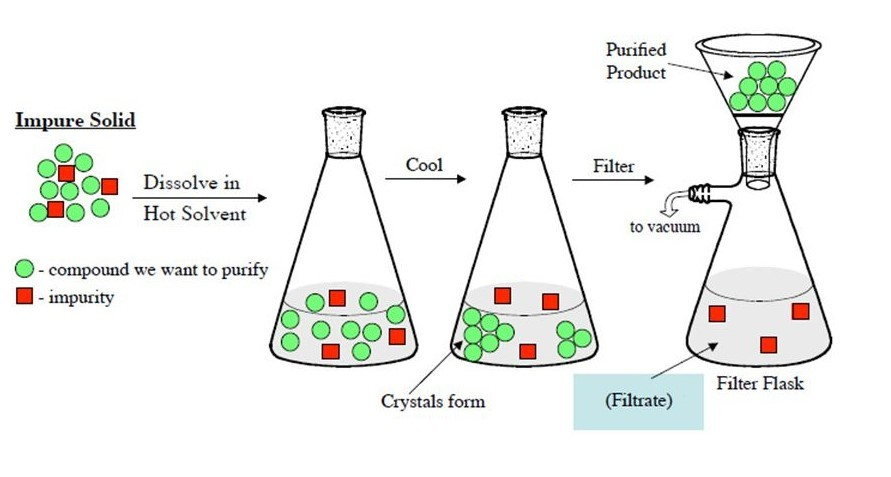 Impure Solid
Dissolve in
Hot Solvent
- compound we want to purify
- impurity
Cool
Crystals form
Filter
Purified
Product
to vacuum
(Filtrate)
Filter Flask